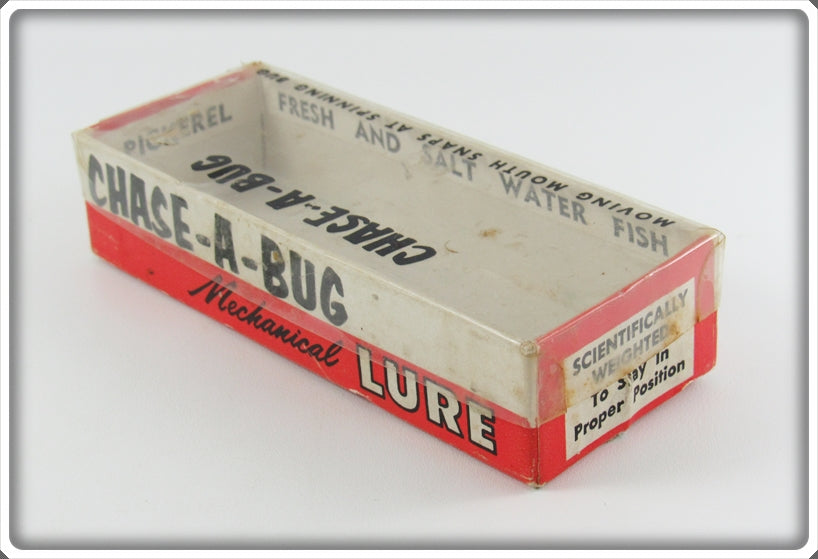 PICKEREL
FRESH AND SALT WATER FISH
MOVING MOUTH SNAPS AT SPINNING BUG
CHASE-A-BUG
CHASE-A-BUG
Mechanical
LURE
SCIENTIFICALLY
WEIGHTED
To Stay In
Proper Position